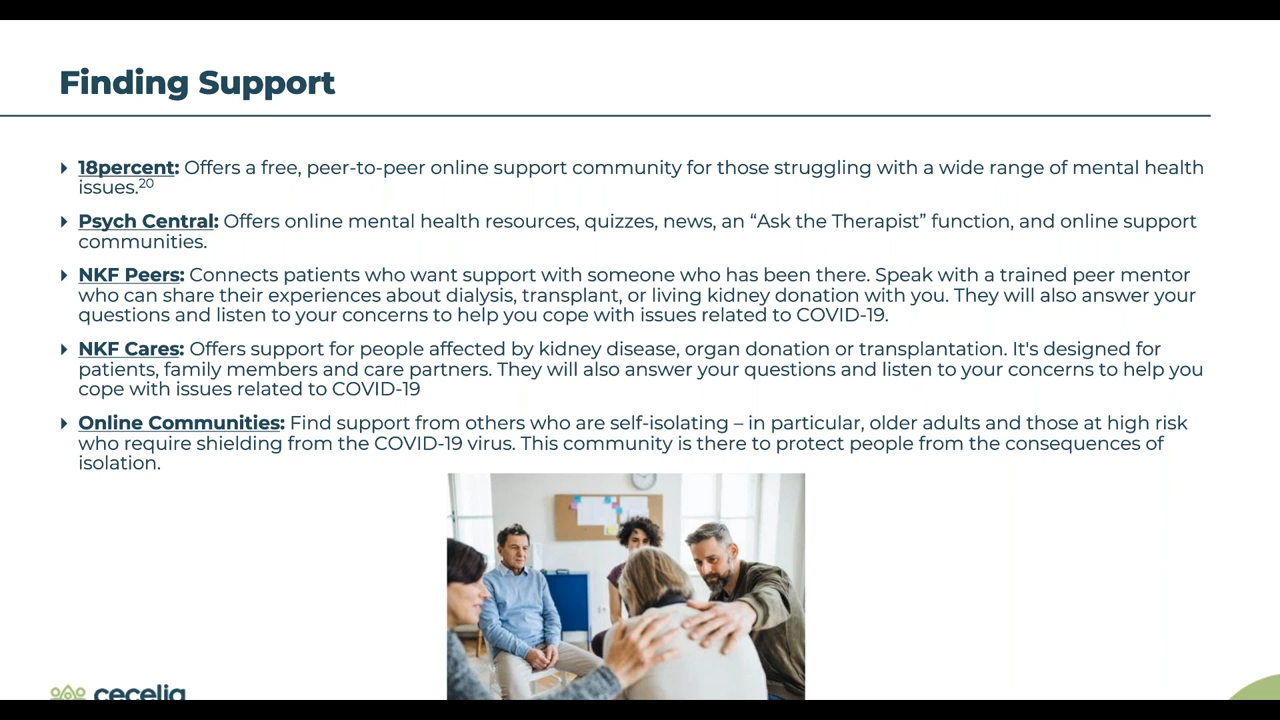 Finding Support
18percent: Offers a free, peer-to-peer online support community for those struggling with a wide range of mental health
issues.20
Psych Central: Offers online mental health resources, quizzes, news, an “Ask the Therapist” function, and online support
communities.
NKF Peers: Connects patients who want support with someone who has been there. Speak with a trained peer mentor
who can share their experiences about dialysis, transplant, or living kidney donation with you. They will also answer your
questions and listen to your concerns to help you cope with issues related to COVID-19.
NKF Cares: Offers support for people affected by kidney disease, organ donation or transplantation. It's designed for
patients, family members and care partners. They will also answer your questions and listen to your concerns to help you
cope with issues related to COVID-19
Online Communities: Find support from others who are self-isolating – in particular, older adults and those at high risk
who require shielding from the COVID-19 virus. This community is there to protect people from the consequences of
isolation.
cecelia